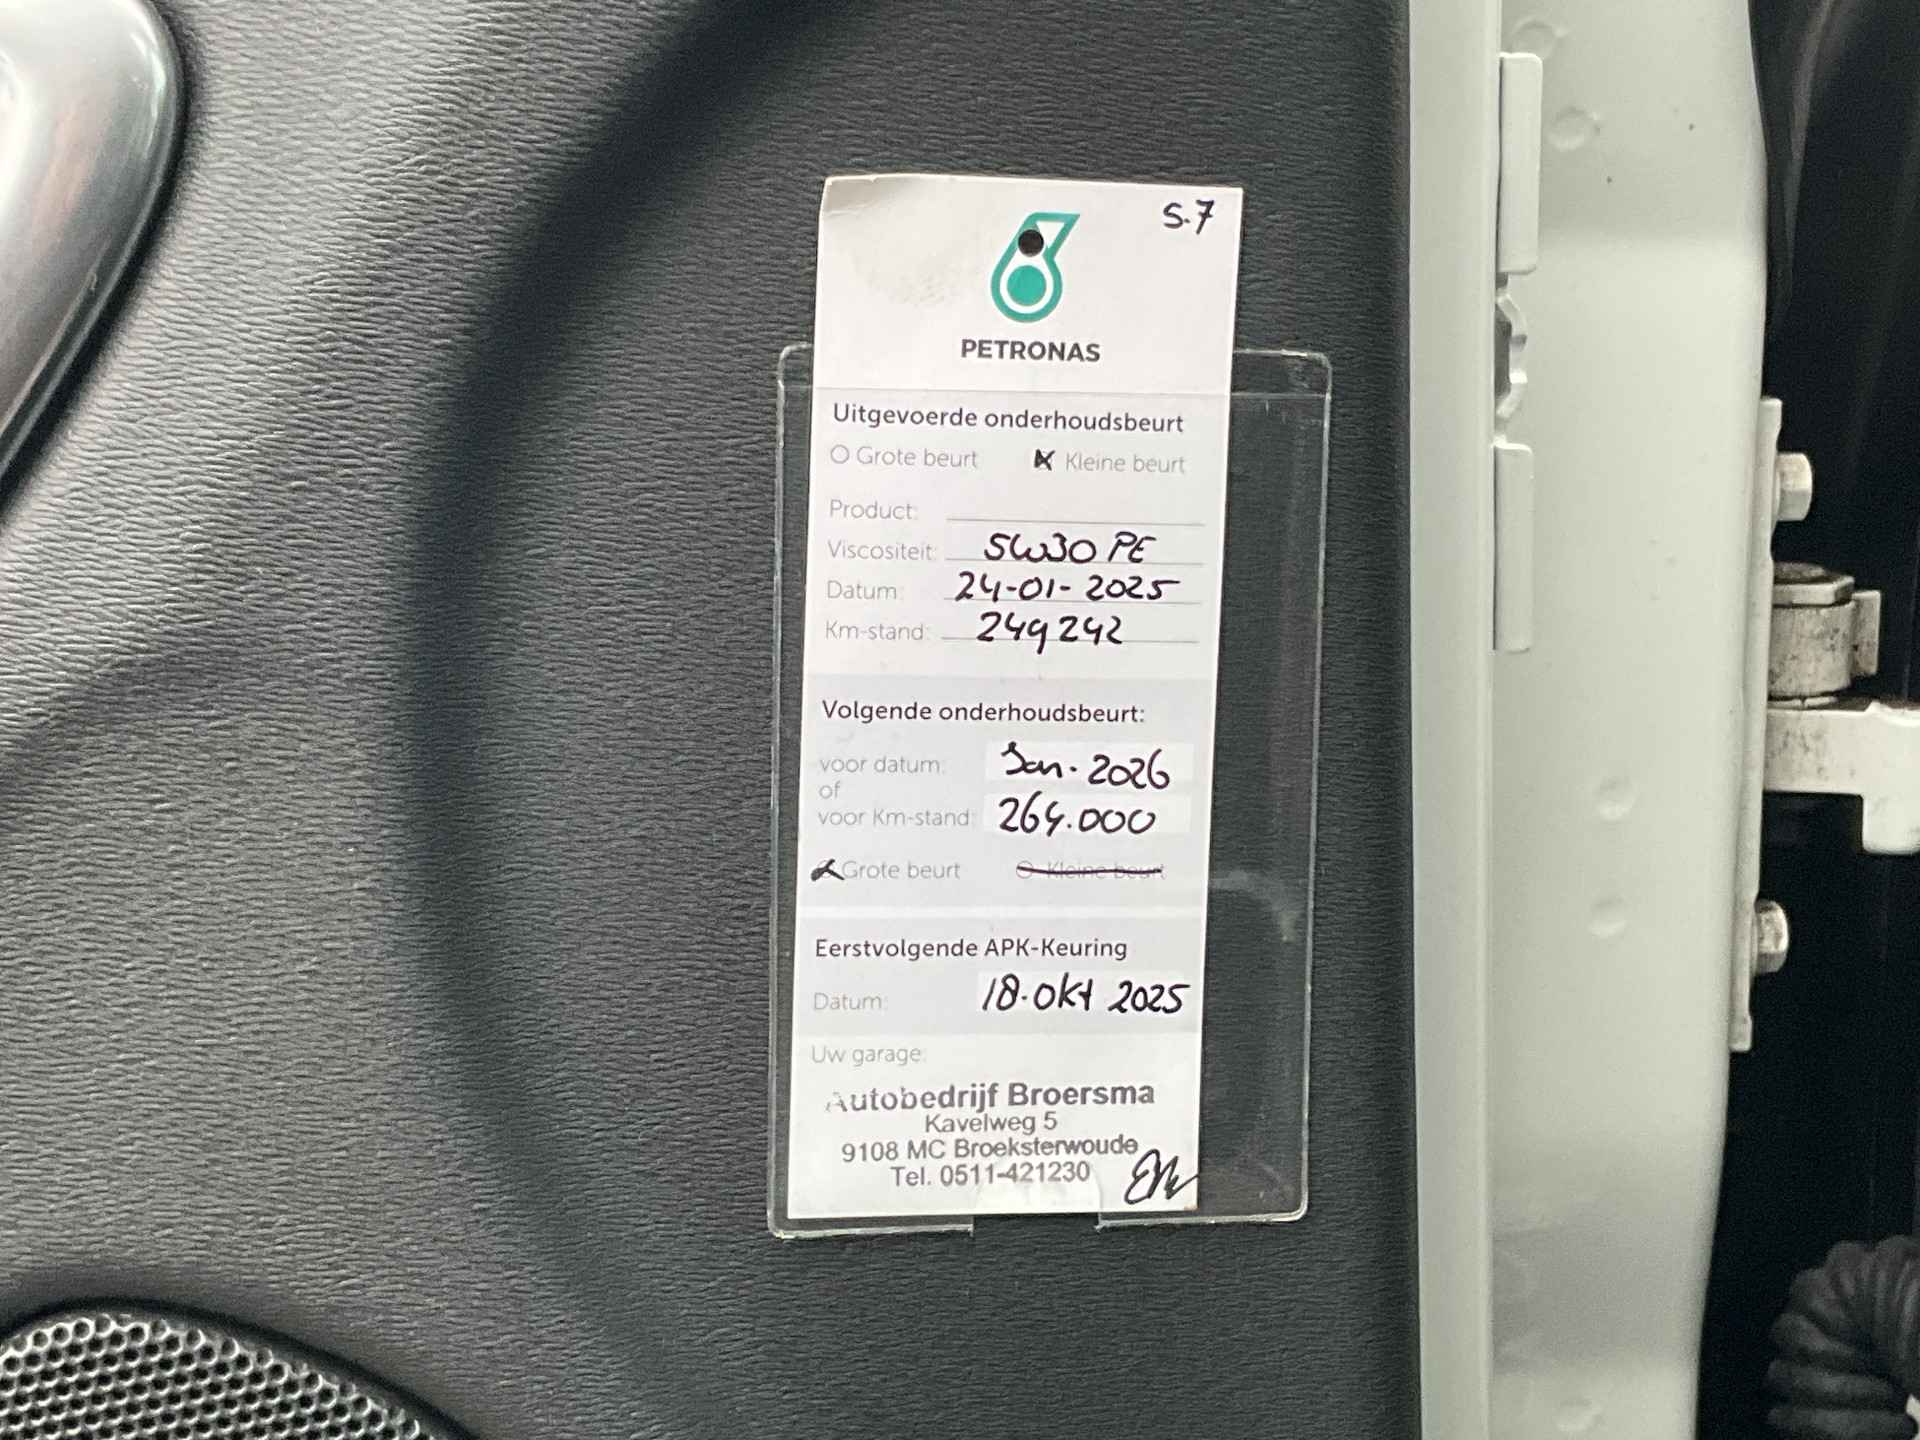 S.7
PETRONAS
Uitgevoerde onderhoudsbeurt
Grote beurt Kleine beurt
Product:
Viscositeit: 5W30 PE
Datum: 24-01-2025
Km-stand: 249242
Volgende onderhoudsbeurt:
voor datum: Jan. 2026
of
voor Km-stand: 264.000
Grote beurt Kleine beurt
Eerstvolgende APK-Keuring
Datum: 18. okt 2025
Uw garage:
Autobedrijf Broersma
Kavelweg 5
9108 MC Broeksterwoude
Tel. 0511-421230